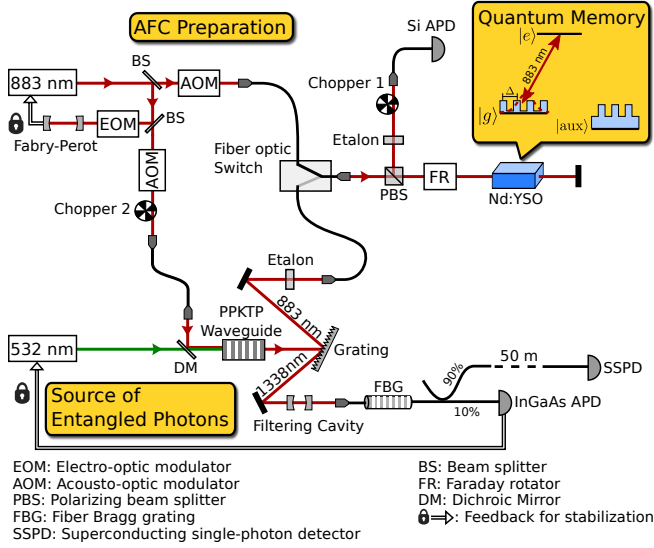 AFC Preparation
Si APD
Quantum Memory
|e⟩
883 nm
Δ
|g⟩
|aux⟩
BS
883 nm
AOM
Chopper 1
EOM
BS
Fabry-Perot
Etalon
Fiber optic
Switch
AOM
FR
PBS
Nd:YSO
Chopper 2
Etalon
PPKTP
Waveguide
883 nm
532 nm
DM
Grating
1338nm
50 m
90%
SSPD
FBG
10%
InGaAs APD
Source of
Entangled Photons
Filtering Cavity
EOM: Electro-optic modulator
AOM: Acousto-optic modulator
PBS: Polarizing beam splitter
FBG: Fiber Bragg grating
SSPD: Superconducting single-photon detector
BS: Beam splitter
FR: Faraday rotator
DM: Dichroic Mirror
: Feedback for stabilization